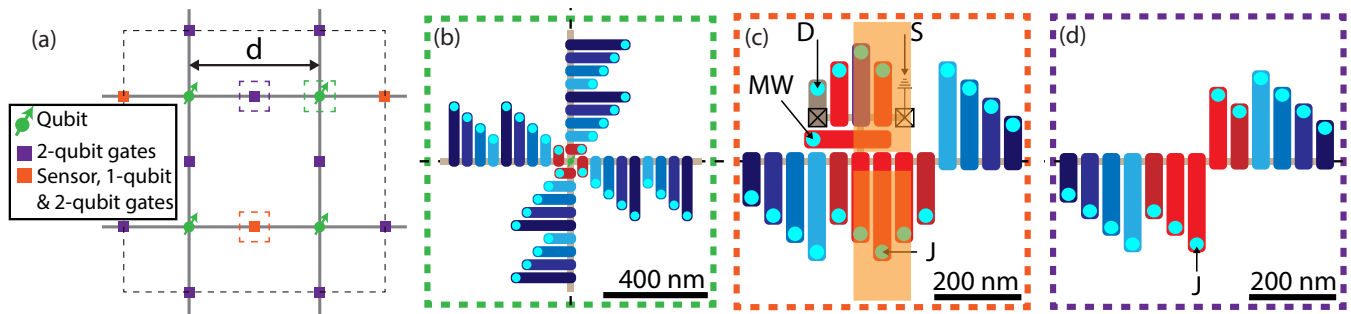 (a)
d
Qubit
2-qubit gates
Sensor, 1-qubit
& 2-qubit gates
(b)
400 nm
(c)
D
S
MW
J
200 nm
(d)
J
200 nm